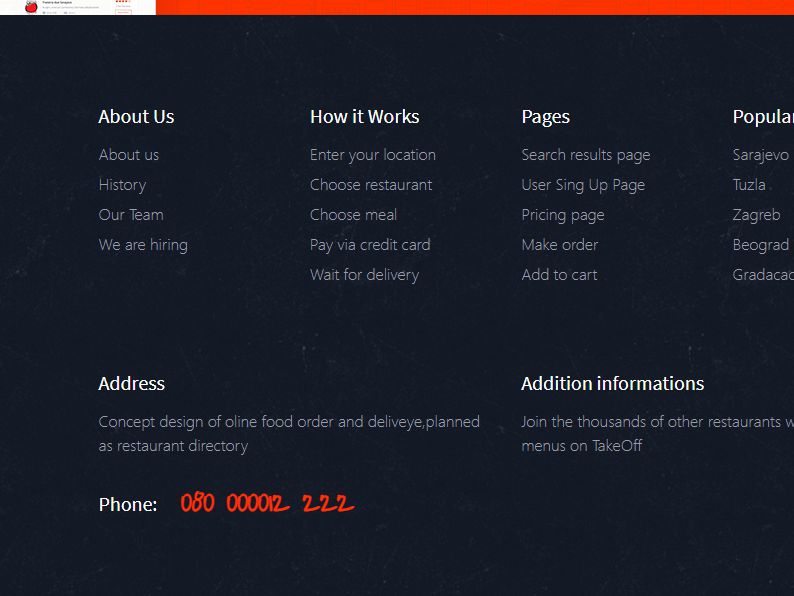 About Us
About us
History
Our Team
We are hiring
How it Works
Enter your location
Choose restaurant
Choose meal
Pay via credit card
Wait for delivery
Pages
Search results page
User Sing Up Page
Pricing page
Make order
Add to cart
Popular
Sarajevo
Tuzla
Zagreb
Beograd
Gradacac
Address
Concept design of oline food order and deliveye,planned
as restaurant directory
Phone: 080 000012 222
Addition informations
Join the thousands of other restaurants w
menus on TakeOff